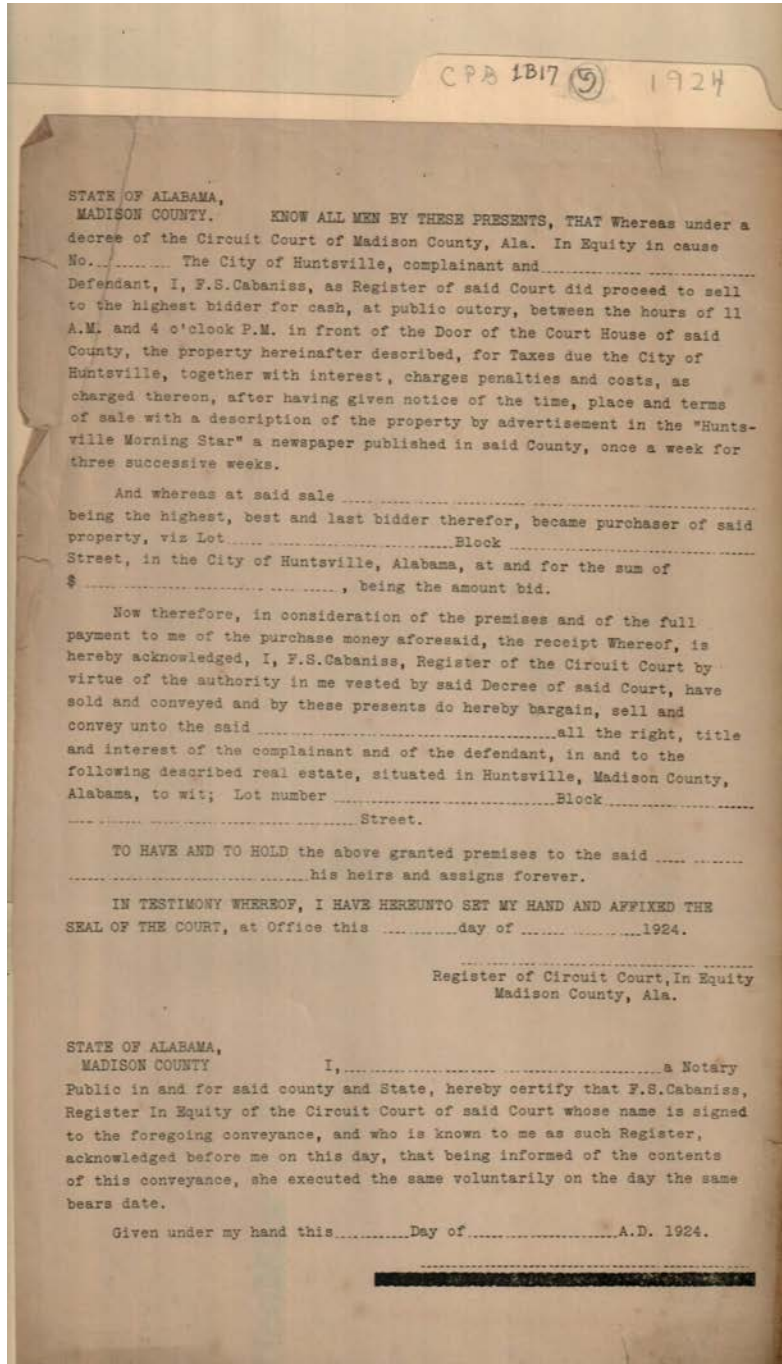 CPB 1B17 5 1924
STATE OF ALABAMA,
MADISON COUNTY. KNOW ALL MEN BY THESE PRESENTS, THAT Whereas under a
decree of the Circuit Court of Madison County, Ala. In Equity in cause
No.__________ The City of Huntsville, complainant and__________
Defendant, I, F.S.Cabaniss, as Register of said Court did proceed to sell
to the highest bidder for cash, at public outcry, between the hours of 11
A.M. and 4 o'clock P.M. in front of the Door of the Court House of said
County, the property hereinafter described, for Taxes due the City of
Huntsville, together with interest, charges penalties and costs, as
charged thereon, after having given notice of the time, place and terms
of sale with a description of the property by advertisement in the "Hunts-
ville Morning Star" a newspaper published in said County, once a week for
three successive weeks.
And whereas at said sale __________
being the highest, best and last bidder therefor, became purchaser of said
property, viz Lot__________Block __________
Street, in the City of Huntsville, Alabama, at and for the sum of
$ __________, being the amount bid.
Now therefore, in consideration of the premises and of the full
payment to me of the purchase money aforesaid, the receipt Whereof, is
hereby acknowledged, I, F.S.Cabaniss, Register of the Circuit Court by
virtue of the authority in me vested by said Decree of said Court, have
sold and conveyed and by these presents do hereby bargain, sell and
convey unto the said __________all the right, title
and interest of the complainant and of the defendant, in and to the
following described real estate, situated in Huntsville, Madison County,
Alabama, to wit; Lot number __________Block__________
__________Street.
TO HAVE AND TO HOLD the above granted premises to the said __________
__________his heirs and assigns forever.
IN TESTIMONY WHEREOF, I HAVE HEREUNTO SET MY HAND AND AFFIXED THE
SEAL OF THE COURT, at Office this __________day of __________1924.
Register of Circuit Court,In Equity
Madison County, Ala.
STATE OF ALABAMA,
MADISON COUNTY I,__________a Notary
Public in and for said county and State, hereby certify that F.S.Cabaniss,
Register In Equity of the Circuit Court of said Court whose name is signed
to the foregoing conveyance, and who is known to me as such Register,
acknowledged before me on this day, that being informed of the contents
of this conveyance, she executed the same voluntarily on the day the same
bears date.
Given under my hand this__________Day of__________A.D. 1924.